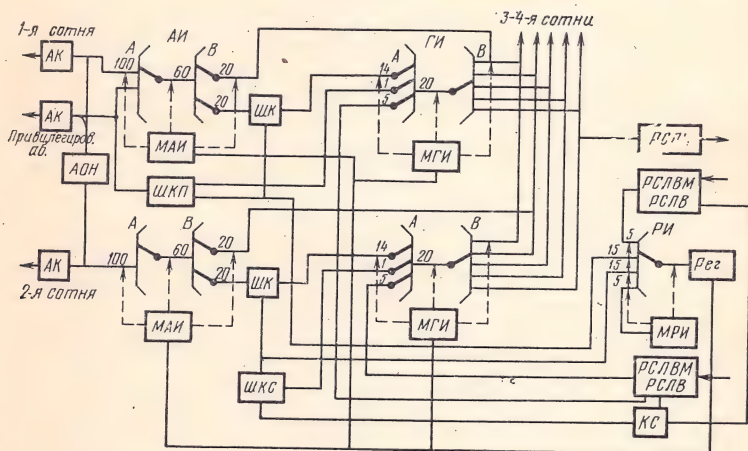 3-4-я сотни
1-я сотня
А
АИ
В
А
ГИ
В
АК
100
60
20
20
14
1
5
20
ШК
АК
Привилегиров.
аб.
МАИ
МГИ
АОН
ШКП
РСЛВМ
РСЛВ
А
В
А
В
РИ
100
60
20
20
14
1
5
20
5
15
15
5
АК
ШК
Рег
2-я сотня
МАИ
МГИ
МРИ
ШКС
РСЛВМ
РСЛВ
КС